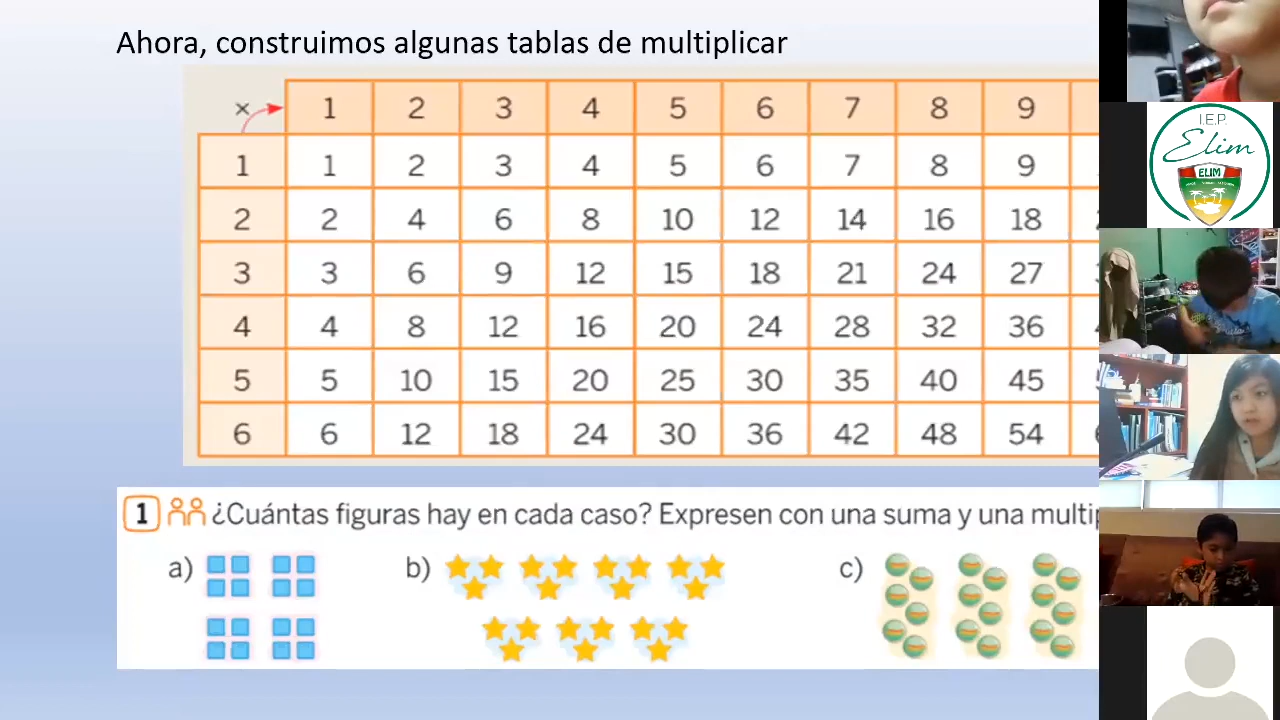 Ahora, construimos algunas tablas de multiplicar
× 1 2 3 4 5 6 7 8 9
1 1 2 3 4 5 6 7 8 9
2 2 4 6 8 10 12 14 16 18
3 3 6 9 12 15 18 21 24 27
4 4 8 12 16 20 24 28 32 36
5 5 10 15 20 25 30 35 40 45
6 6 12 18 24 30 36 42 48 54
1 ¿Cuántas figuras hay en cada caso? Expresen con una suma y una multip
a) b) c)
I.E.P.
Elim
ELIM